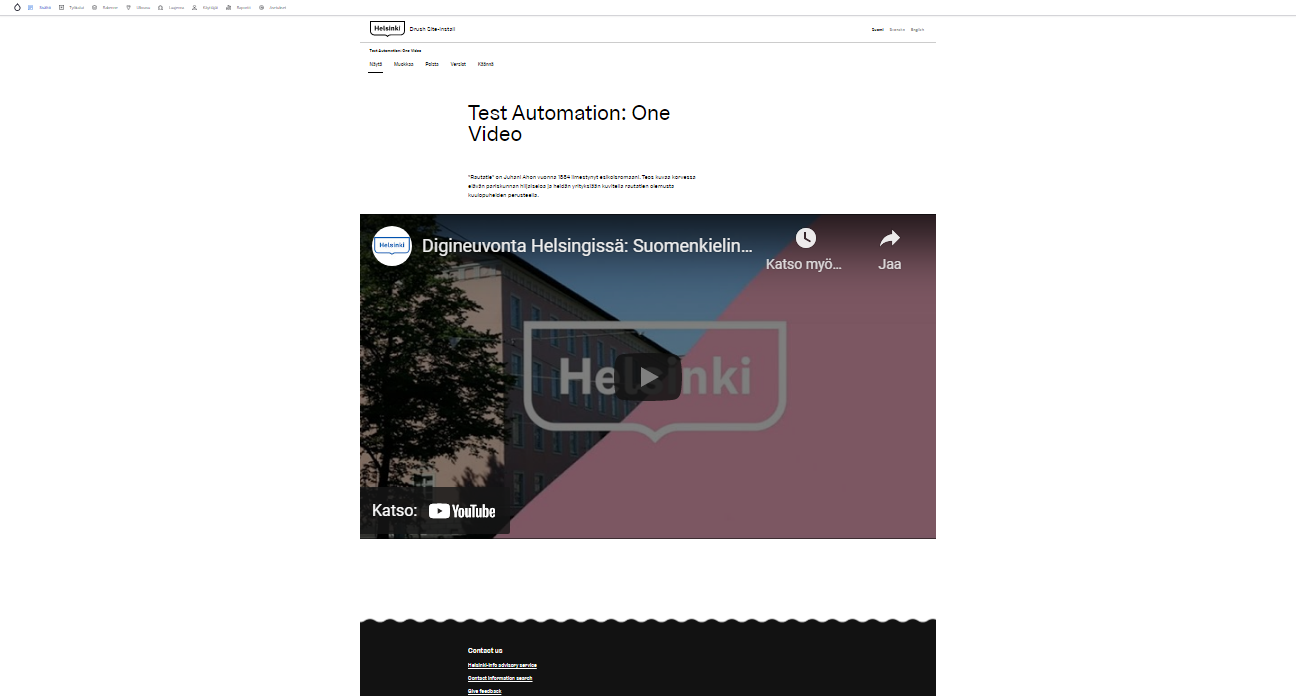 Sisältö Työkalut Rakenne Ulkoasu Laajenna Käyttäjät Raportit Asetukset
Helsinki Drush Site-Install
Suomi Svenska English
Test Automation: One Video
Näytä Muokkaa Poista Versiot Käännä
Test Automation: One
Video
"Rautatie" on Juhani Ahon vuonna 1884 ilmestynyt esikoisromaani. Teos kuvaa korvessa
elävän pariskunnan hiljaiseloa ja heidän yrityksiään kuvitella rautatien olemusta
kuulopuheiden perusteella.
Helsinki
Digineuvonta Helsingissä: Suomenkielin...
Katso myö...
Jaa
Helsinki
Katso: YouTube
Contact us
Helsinki-info advisory service
Contact information search
Give feedback